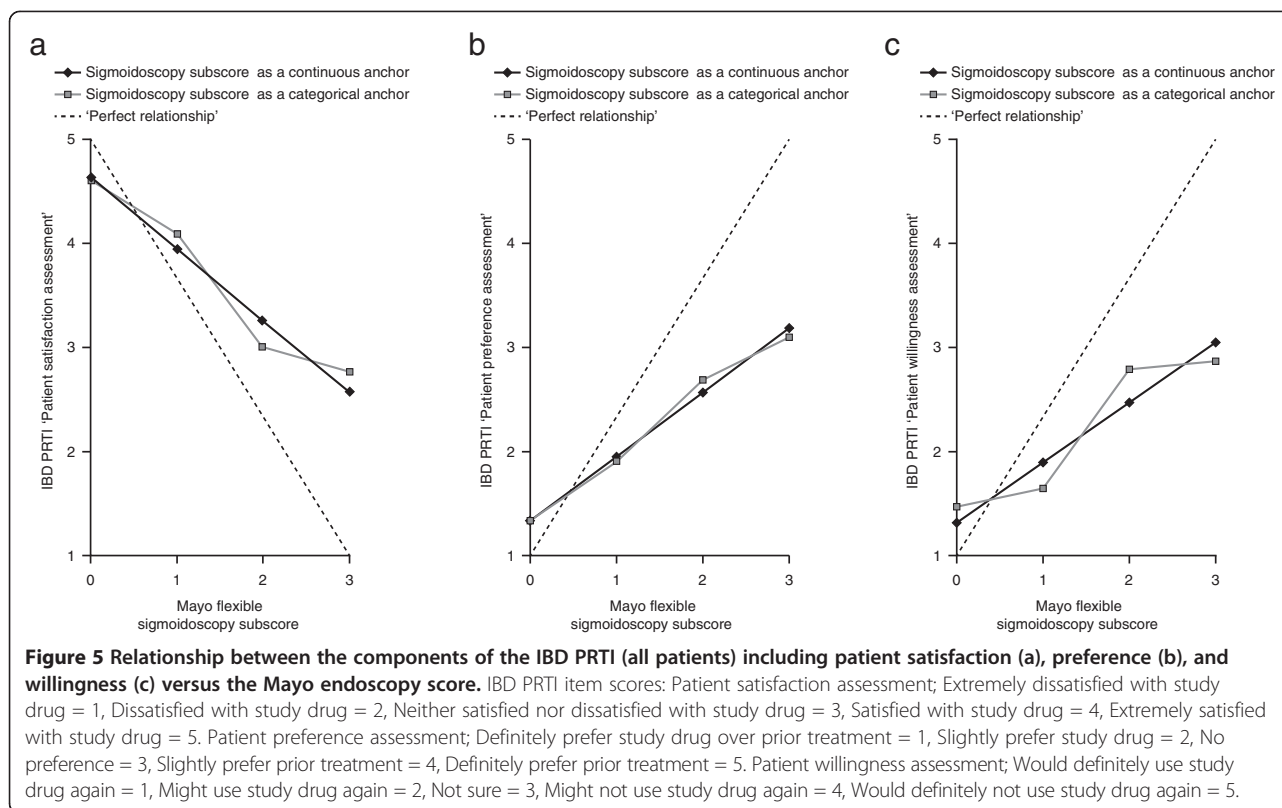 a
Sigmoidoscopy subscore as a continuous anchor
Sigmoidoscopy subscore as a categorical anchor
‘Perfect relationship’
5
4
3
2
1
IBD PRTI ‘Patient satisfaction assessment’
0 1 2 3
Mayo flexible
sigmoidoscopy subscore
b
Sigmoidoscopy subscore as a continuous anchor
Sigmoidoscopy subscore as a categorical anchor
‘Perfect relationship’
5
4
3
2
1
IBD PRTI ‘Patient preference assessment’
0 1 2 3
Mayo flexible
sigmoidoscopy subscore
c
Sigmoidoscopy subscore as a continuous anchor
Sigmoidoscopy subscore as a categorical anchor
‘Perfect relationship’
5
4
3
2
1
IBD PRTI ‘Patient willingness assessment’
0 1 2 3
Mayo flexible
sigmoidoscopy subscore
Figure 5 Relationship between the components of the IBD PRTI (all patients) including patient satisfaction (a), preference (b), and
willingness (c) versus the Mayo endoscopy score. IBD PRTI item scores: Patient satisfaction assessment; Extremely dissatisfied with study
drug = 1, Dissatisfied with study drug = 2, Neither satisfied nor dissatisfied with study drug = 3, Satisfied with study drug = 4, Extremely satisfied
with study drug = 5. Patient preference assessment; Definitely prefer study drug over prior treatment = 1, Slightly prefer study drug = 2, No
preference = 3, Slightly prefer prior treatment = 4, Definitely prefer prior treatment = 5. Patient willingness assessment; Would definitely use study
drug again = 1, Might use study drug again = 2, Not sure = 3, Might not use study drug again = 4, Would definitely not use study drug again = 5.